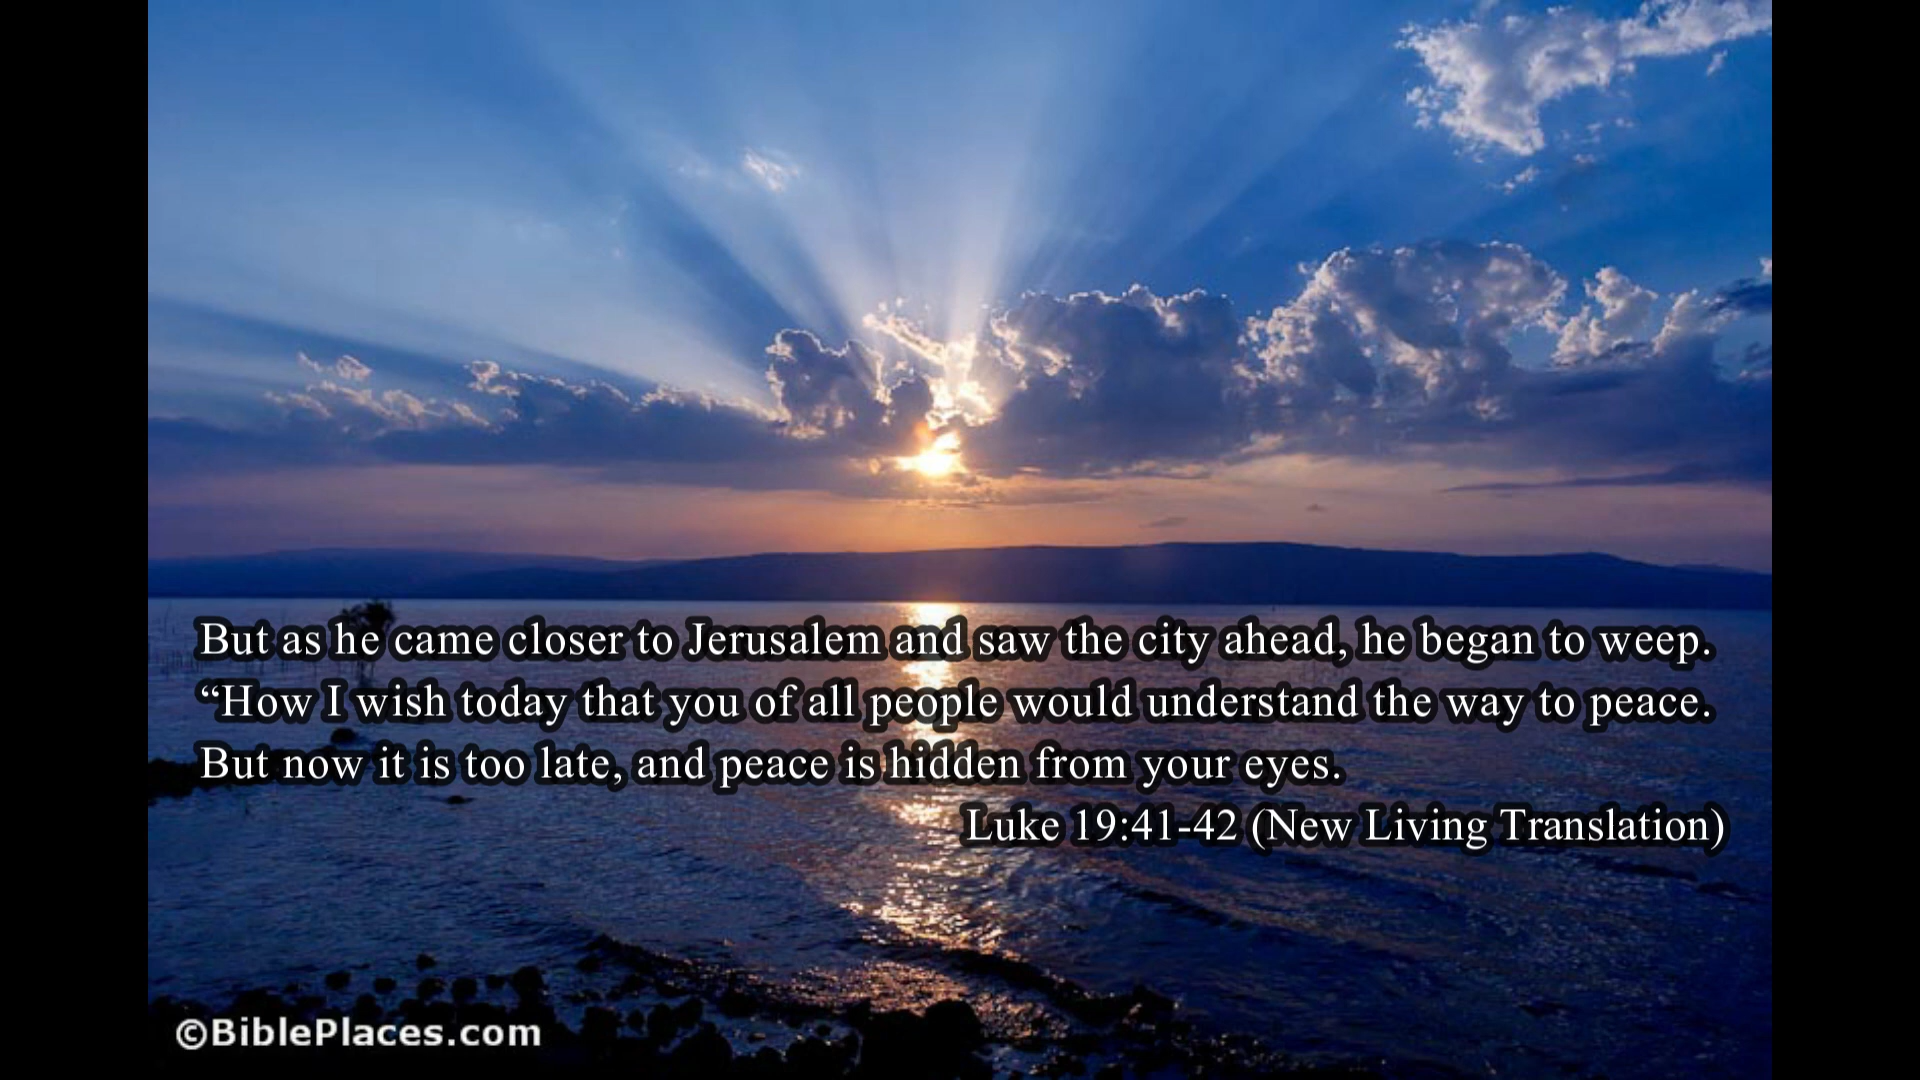 But as he came closer to Jerusalem and saw the city ahead, he began to weep.
“How I wish today that you of all people would understand the way to peace.
But now it is too late, and peace is hidden from your eyes.
Luke 19:41-42 (New Living Translation)
©BiblePlaces.com